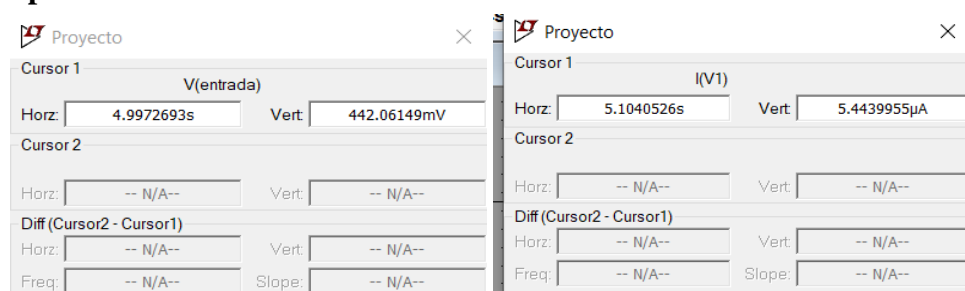 Proyecto
Cursor 1
V(entrada)
Horz: 4.9972693s Vert: 442.06149mV
Cursor 2
Horz: -- N/A-- Vert: -- N/A--
Diff (Cursor2 - Cursor1)
Horz: -- N/A-- Vert: -- N/A--
Freq: -- N/A-- Slope: -- N/A--
Proyecto
Cursor 1
I(V1)
Horz: 5.1040526s Vert: 5.4439955µA
Cursor 2
Horz: -- N/A-- Vert: -- N/A--
Diff (Cursor2 - Cursor1)
Horz: -- N/A-- Vert: -- N/A--
Freq: -- N/A-- Slope: -- N/A--